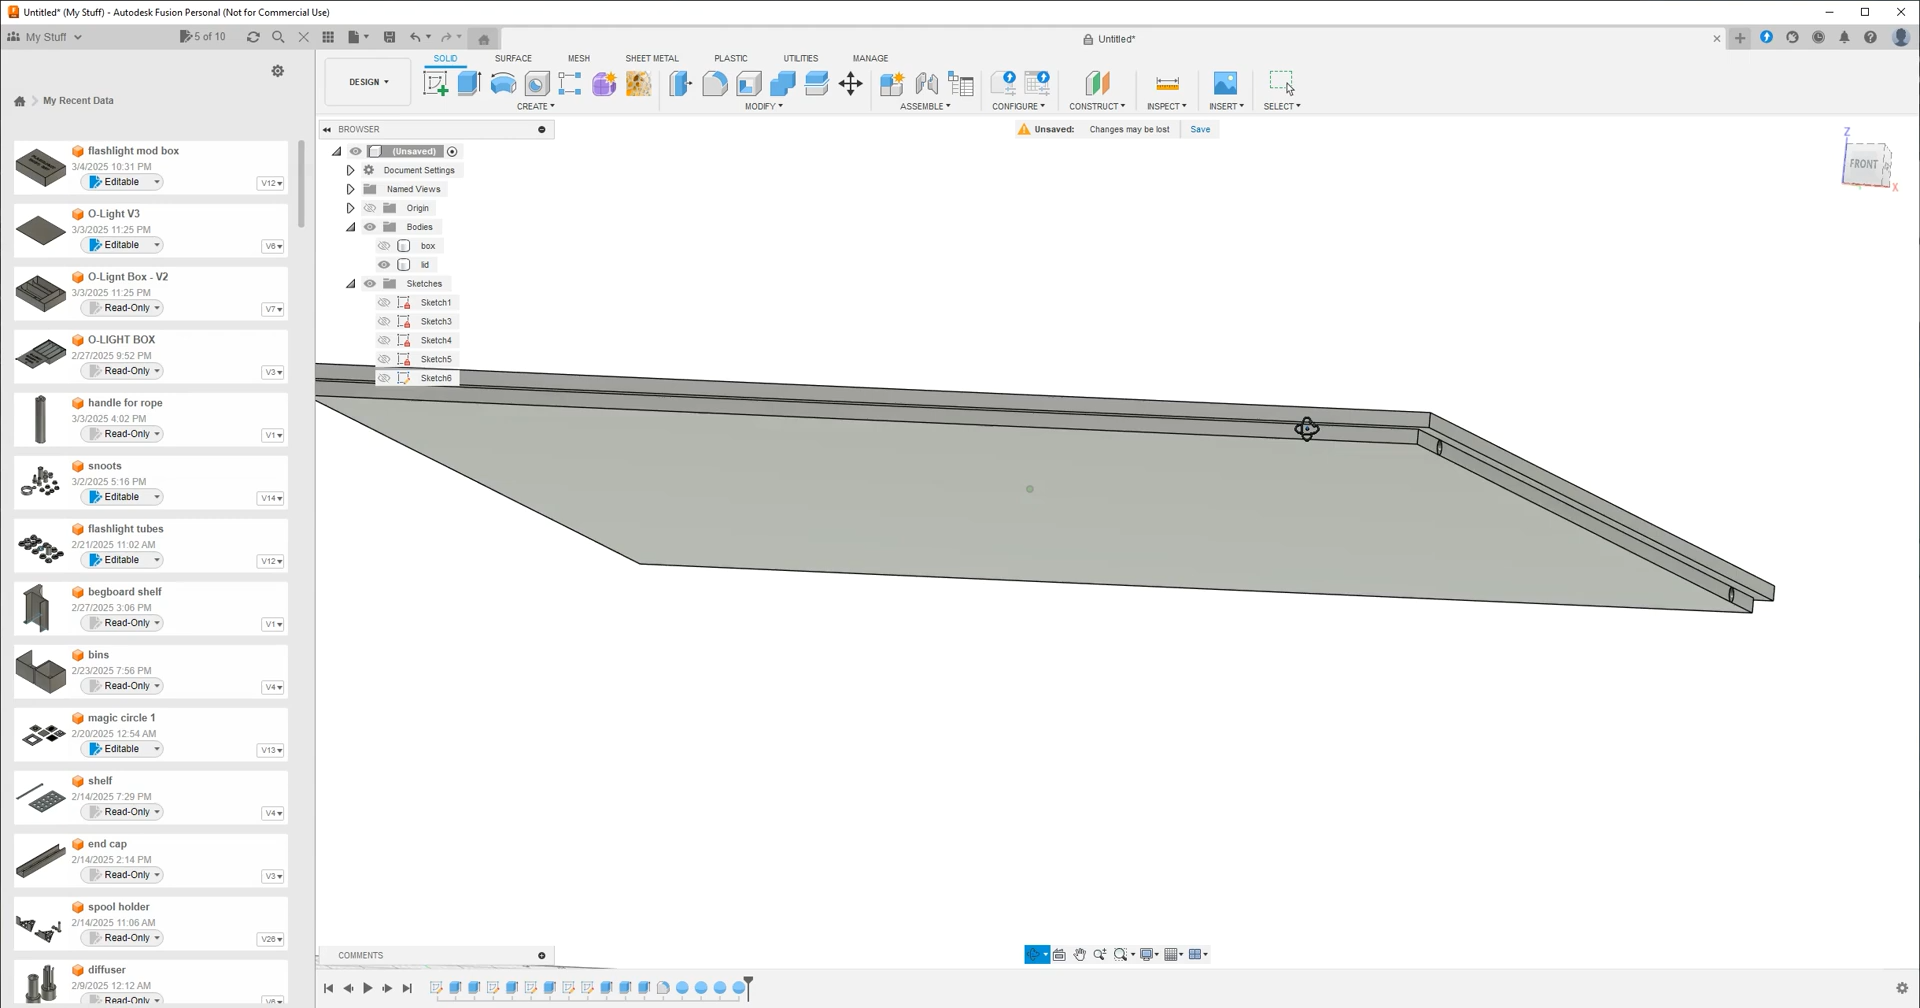 Untitled* (My Stuff) - Autodesk Fusion Personal (Not for Commercial Use)
My Stuff
5 of 10
Untitled*
My Recent Data
DESIGN
SOLID
SURFACE
MESH
SHEET METAL
PLASTIC
UTILITIES
MANAGE
CREATE
MODIFY
ASSEMBLE
CONFIGURE
CONSTRUCT
INSPECT
INSERT
SELECT
BROWSER
Unsaved:
Changes may be lost
Save
(Unsaved)
Document Settings
Named Views
Origin
Bodies
box
lid
Sketches
Sketch1
Sketch3
Sketch4
Sketch5
Sketch6
Z
FRONT
X
flashlight mod box
3/4/2025 10:31 PM
Editable
V12
O-Light V3
3/3/2025 11:25 PM
Editable
V6
O-Lignt Box - V2
3/3/2025 11:25 PM
Read-Only
V7
O-LIGHT BOX
2/27/2025 9:52 PM
Read-Only
V3
handle for rope
3/3/2025 4:02 PM
Read-Only
V1
snoots
3/2/2025 5:16 PM
Editable
V14
flashlight tubes
2/21/2025 11:02 AM
Editable
V12
begboard shelf
2/27/2025 3:06 PM
Read-Only
V1
bins
2/23/2025 7:56 PM
Read-Only
V4
magic circle 1
2/20/2025 12:54 AM
Editable
V13
shelf
2/14/2025 7:29 PM
Read-Only
V4
end cap
2/14/2025 2:14 PM
Read-Only
V3
spool holder
2/14/2025 11:06 AM
Read-Only
V26
diffuser
2/9/2025 12:12 AM
Read-Only
COMMENTS